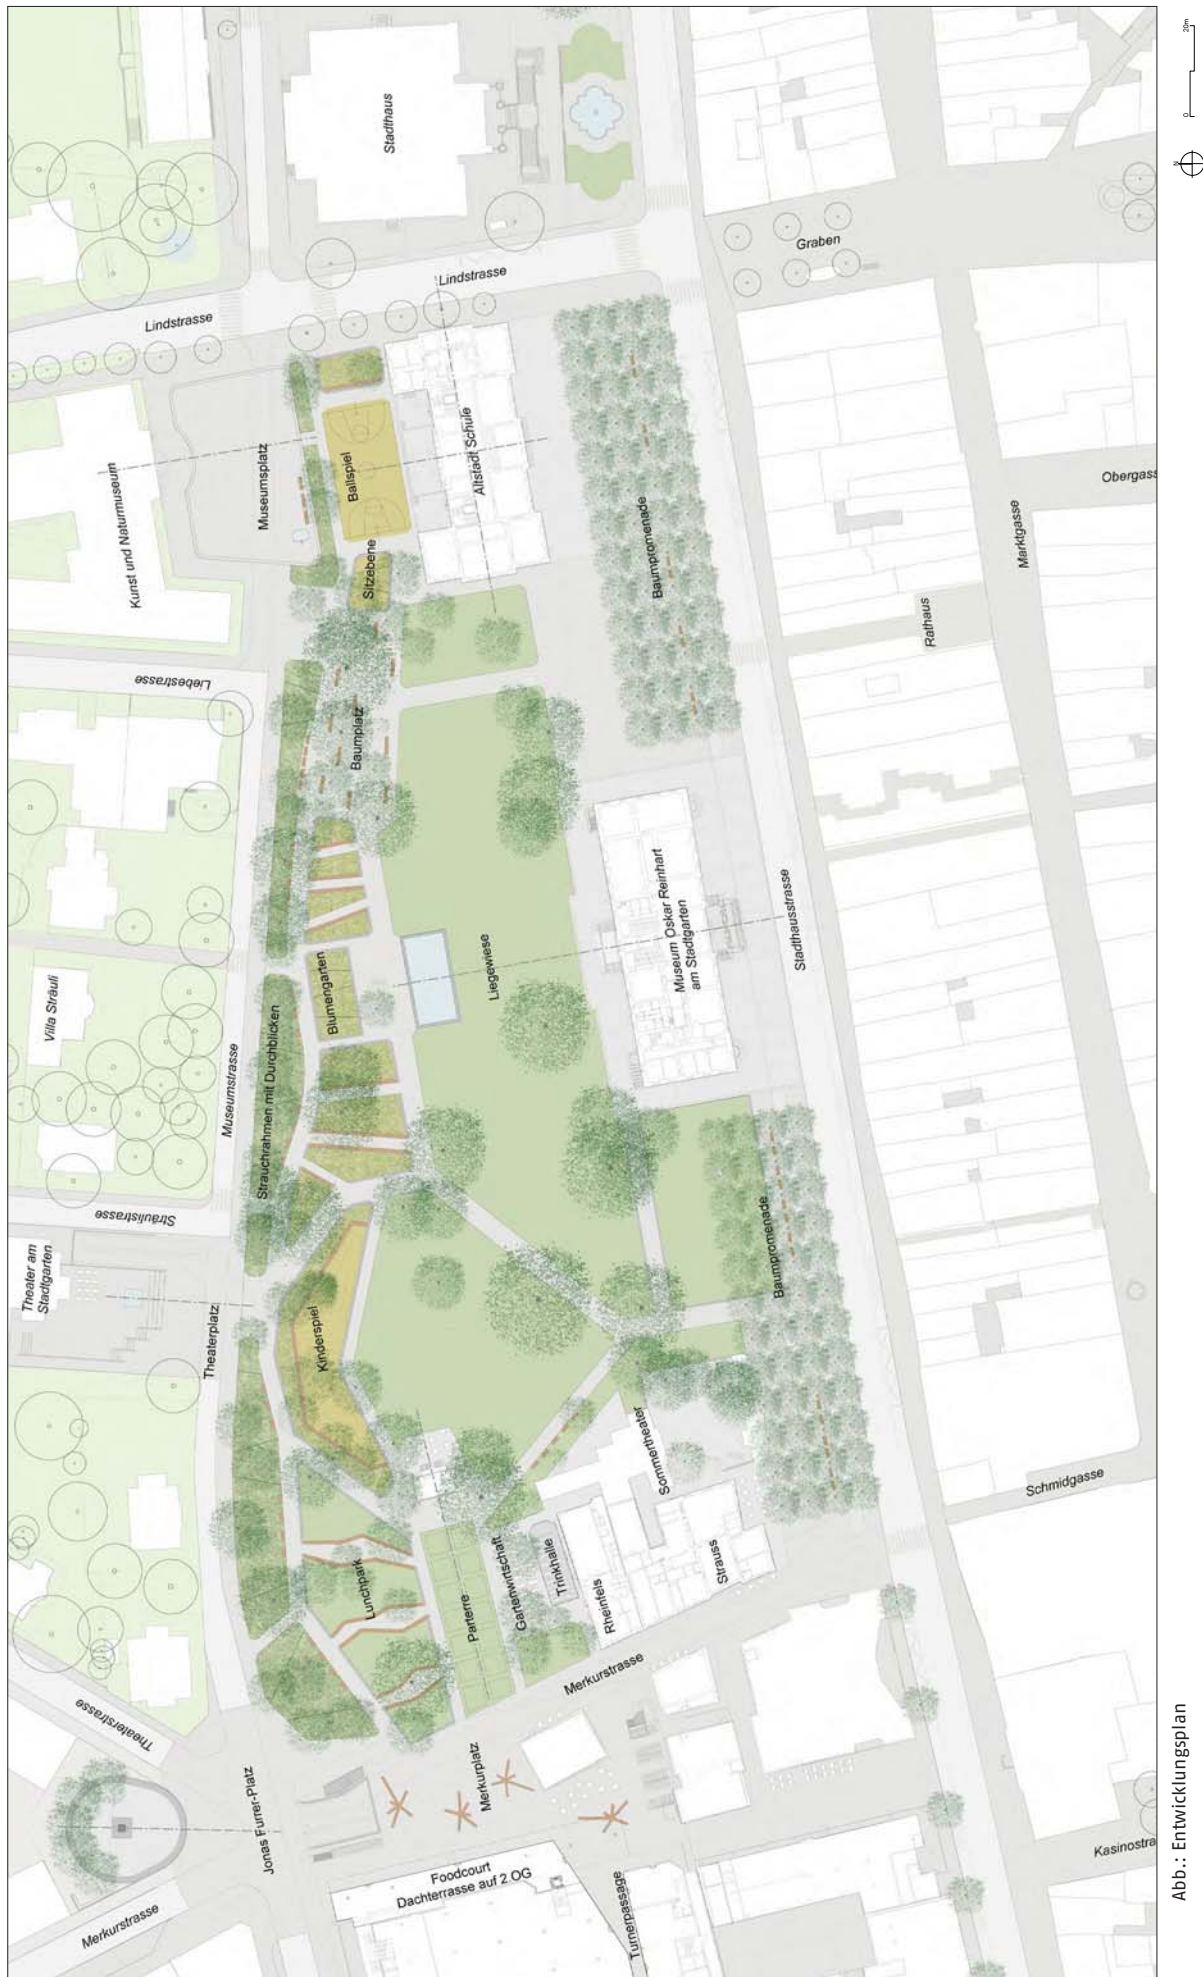 Theater am
Stadtgarten
Villa Sträuli
Kunst und Naturmuseum
Stadthaus
Theaterstrasse
Merkurstrasse
Jonas Furrer-Platz
Theaterplatz
Sträulistrasse
Museumstrasse
Liebestrasse
Museumsplatz
Lindstrasse
Lindstrasse
Strauchrahmen mit Durchblicken
Lunchpark
Kinderspiel
Blumengarten
Baumplatz
Sitzebene
Ballspiel
Altstadt Schule
Merkurplatz
Parterre
Gartenwirtschaft
Trinkhalle
Liegewiese
Foodcourt
Dachterrasse auf 2 OG
Merkurstrasse
Rheinfels
Sommertheater
Strauss
Museum Oskar Reinhart
am Stadtgarten
Baumpromenade
Baumpromenade
Turnerpassage
Stadthausstrasse
Graben
Rathaus
Marktgasse
Obergass
Schmidgasse
Kasinostra
Abb.: Entwicklungsplan
N
0
20m